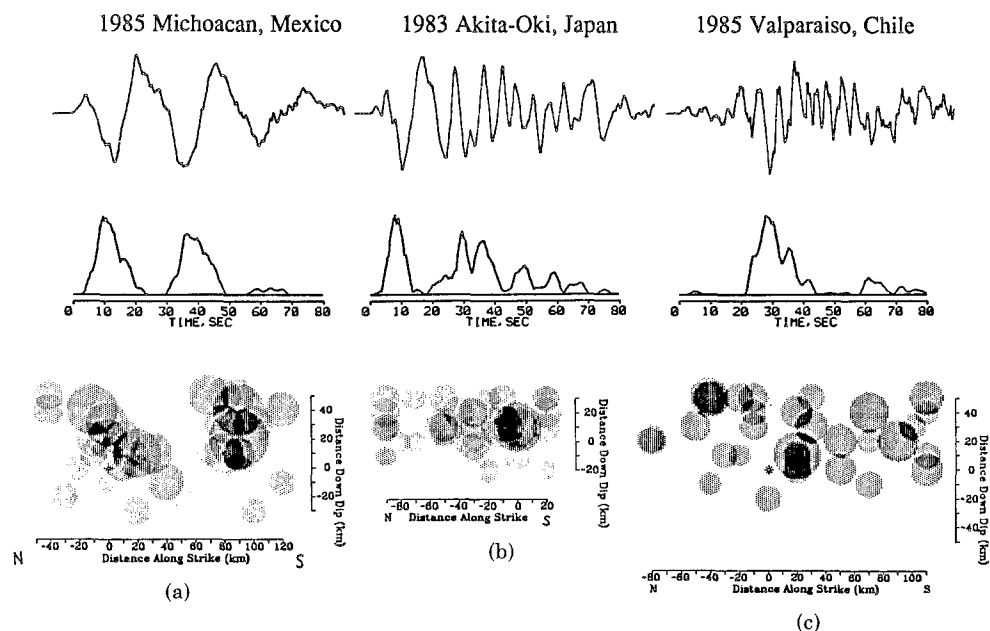 1985 Michoacan, Mexico
1983 Akita-Oki, Japan
1985 Valparaiso, Chile
0 10 20 30 40 50 60 70 80
TIME, SEC
0 10 20 30 40 50 60 70 80
TIME, SEC
0 10 20 30 40 50 60 70 80
TIME, SEC
40
20
0
-20
Distance Down Dip (km)
N -40 -20 0 20 40 60 80 100 120 S
Distance Along Strike (km)
(a)
20
0
-20
Distance Down Dip (km)
-80 -60 -40 -20 0 20
N Distance Along Strike S
(b)
40
20
0
-20
-40
Distance Down Dip (km)
-80 -60 -40 -20 0 20 40 60 80 100
N Distance Along Strike (km) S
(c)